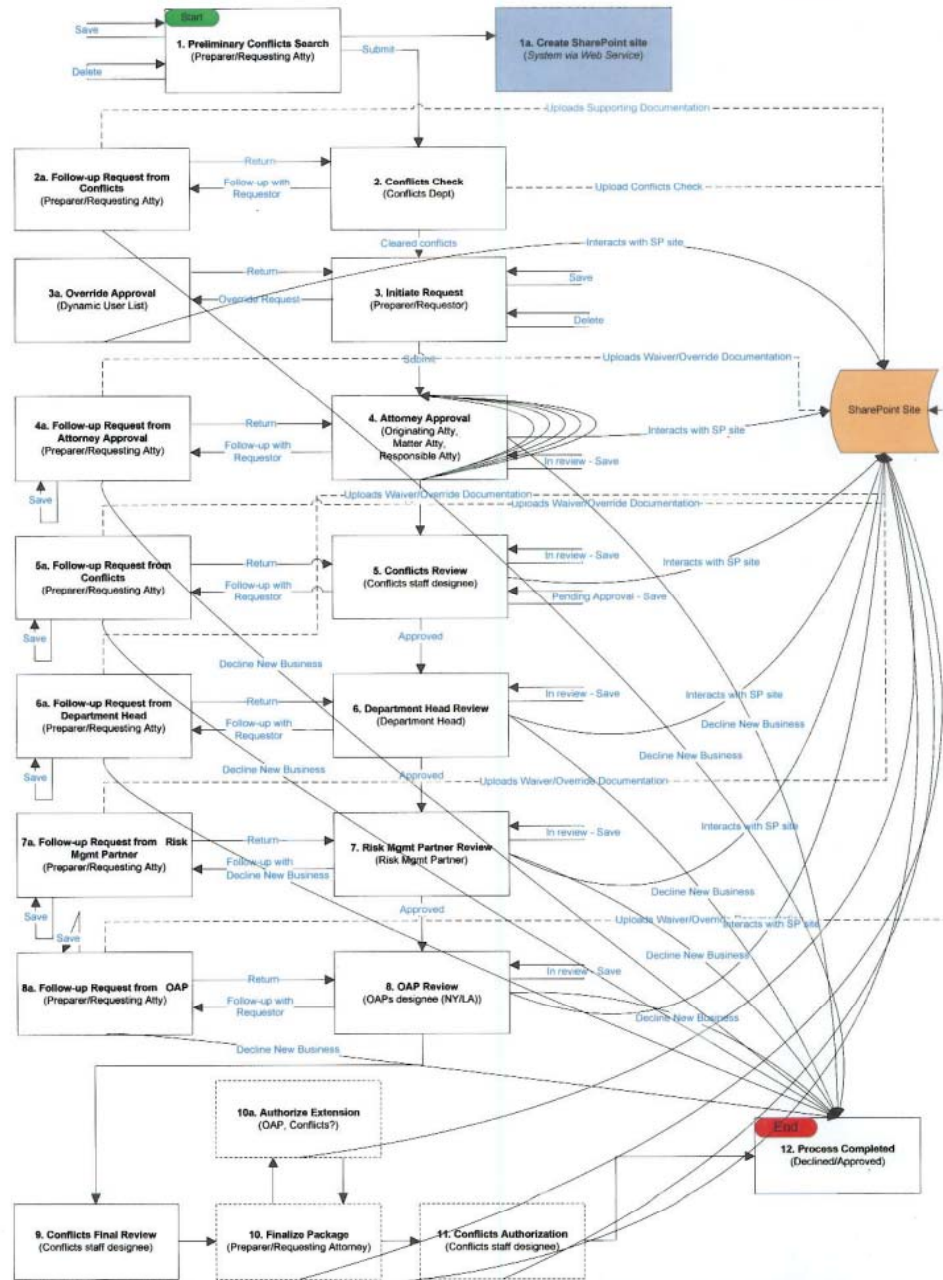 Start
Save
1. Preliminary Conflicts Search
(Preparer/Requesting Atty)
Submit
Delete
1a. Create SharePoint site
(System via Web Service)
Uploads Supporting Documentation
2a. Follow-up Request from
Conflicts
(Preparer/Requesting Atty)
Return
Follow-up with
Requestor
2. Conflicts Check
(Conflicts Dept)
Upload Conflicts Check
Cleared conflicts
Interacts with SP site
3a. Override Approval
(Dynamic User List)
Return
Override Request
3. Initiate Request
(Preparer/Requestor)
Save
Delete
Submit
Uploads Waiver/Override Documentation
SharePoint Site
4a. Follow-up Request from
Attorney Approval
(Preparer/Requesting Atty)
Return
Follow-up with
Requestor
4. Attorney Approval
(Originating Atty,
Matter Atty,
Responsible Atty)
Interacts with SP site
In review - Save
Save
Uploads Waiver/Override Documentation
Uploads Waiver/Override Documentation
5a. Follow-up Request from
Conflicts
(Preparer/Requesting Atty)
Return
Follow-up with
Requestor
5. Conflicts Review
(Conflicts staff designee)
In review - Save
Interacts with SP site
Pending Approval - Save
Save
Approved
Decline New Business
6a. Follow-up Request from
Department Head
(Preparer/Requesting Atty)
Return
Follow-up with
Requestor
6. Department Head Review
(Department Head)
In review - Save
Interacts with SP site
Decline New Business
Save
Decline New Business
Approved
Decline New Business
Uploads Waiver/Override Documentation
7a. Follow-up Request from Risk
Mgmt Partner
(Preparer/Requesting Atty)
Return
Follow-up with
Decline New Business
7. Risk Mgmt Partner Review
(Risk Mgmt Partner)
In review - Save
Interacts with SP site
Decline New Business
Save
Save
Approved
Uploads Waiver/Override
Interacts with SP site
8a. Follow-up Request from OAP
(Preparer/Requesting Atty)
Return
Follow-up with
Requestor
8. OAP Review
(OAPs designee (NY/LA))
Decline New Business
In review - Save
Decline New Business
Decline New Business
10a. Authorize Extension
(OAP, Conflicts?)
End
12. Process Completed
(Declined/Approved)
9. Conflicts Final Review
(Conflicts staff designee)
10. Finalize Package
(Preparer/Requesting Attorney)
11. Conflicts Authorization
(Conflicts staff designee)